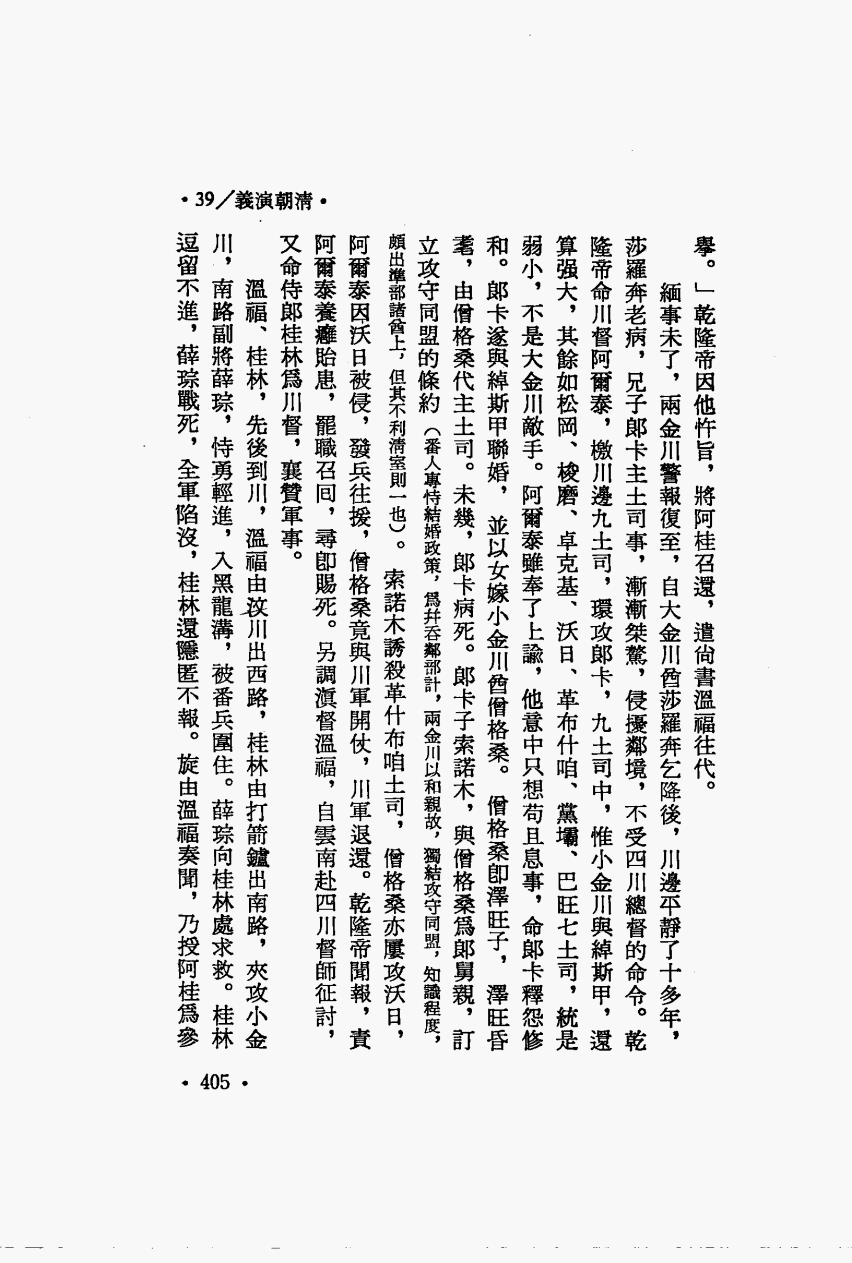 •39／義演朝清•
舉。」乾隆帝因他忤旨，將阿桂召還，遣尙書溫福往代。
緬事未了，兩金川警報復至，自大金川酋莎羅奔乞降後，川邊平靜了十多年，
莎羅奔老病，兄子郞卡主土司事，漸漸桀驁，侵擾鄰境，不受四川總督的命令。乾
隆帝命川督阿爾泰，檄川邊九土司，環攻郞卡，九土司中，惟小金川與綽斯甲，還
算强大，其餘如松岡、梭磨、卓克基、沃日、革布什咱、黨壩、巴旺七土司，統是
弱小，不是大金川敵手。阿爾泰雖奉了上諭，他意中只想苟且息事，命郞卡釋怨修
和。郞卡遂與綽斯甲聯婚，並以女嫁小金川酋僧格桑。僧格桑卽澤旺子，澤旺昏
耄，由僧格桑代主土司。未幾，郞卡病死。郞卡子索諾木，與僧格桑爲郞舅親，訂
立攻守同盟的條約（番人專恃結婚政策，爲幷吞鄰部計，兩金川以和親故，獨結攻守同盟，知識程度，
頗出準部諸酋上，但其不利淸室則一也）。索諾木誘殺革什布咱土司，僧格桑亦屢攻沃日，
阿爾泰因沃日被侵，發兵往援，僧格桑竟與川軍開仗，川軍退還。乾隆帝聞報，責
阿爾泰養癰貽患，罷職召回，尋卽賜死。另調滇督溫福，自雲南赴四川督師征討，
又命侍郞桂林爲川督，襄贊軍事。
溫福、桂林，先後到川，溫福由汶川出西路，桂林由打箭鑪出南路，夾攻小金
川，南路副將薛琮，恃勇輕進，入黑龍溝，被番兵圍住。薛琮向桂林處求救。桂林
逗留不進，薛琮戰死，全軍陷沒，桂林還隱匿不報。旋由溫福奏聞，乃授阿桂爲參
•405•